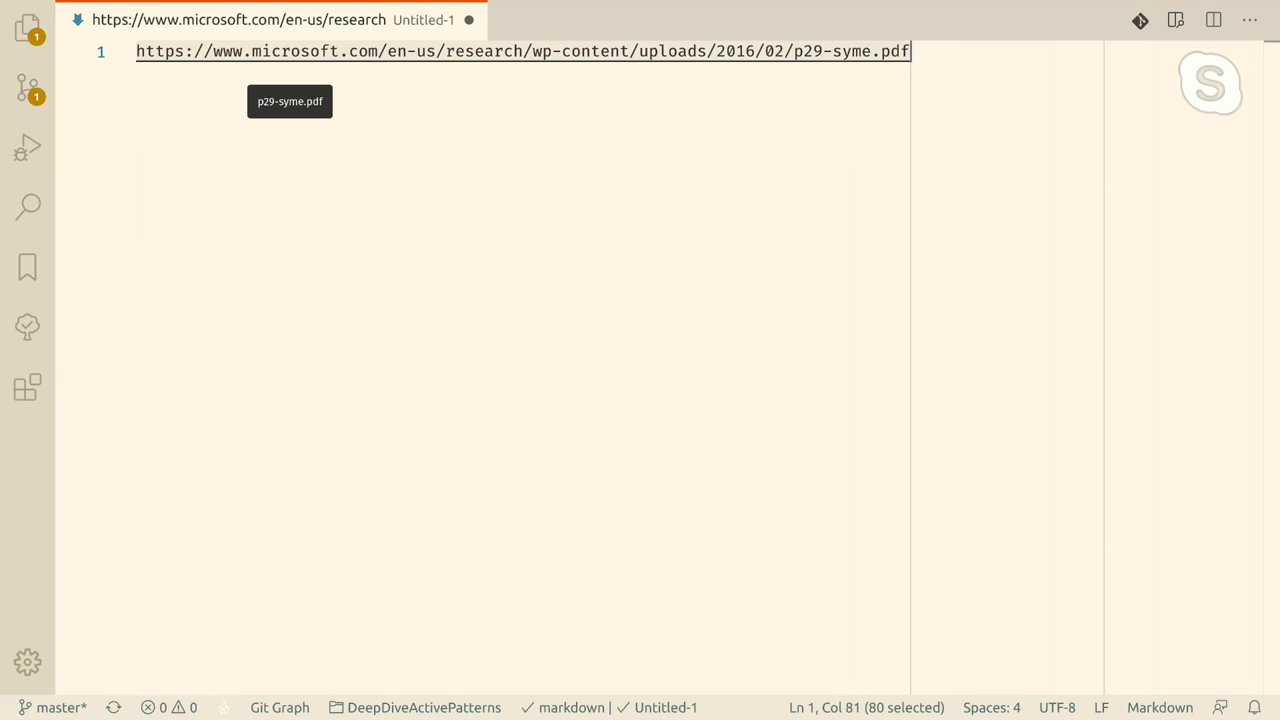 1
1
https://www.microsoft.com/en-us/research Untitled-1
1 https://www.microsoft.com/en-us/research/wp-content/uploads/2016/02/p29-syme.pdf
p29-syme.pdf
S
master* 0 0 Git Graph DeepDiveActivePatterns markdown | Untitled-1 Ln 1, Col 81 (80 selected) Spaces: 4 UTF-8 LF Markdown